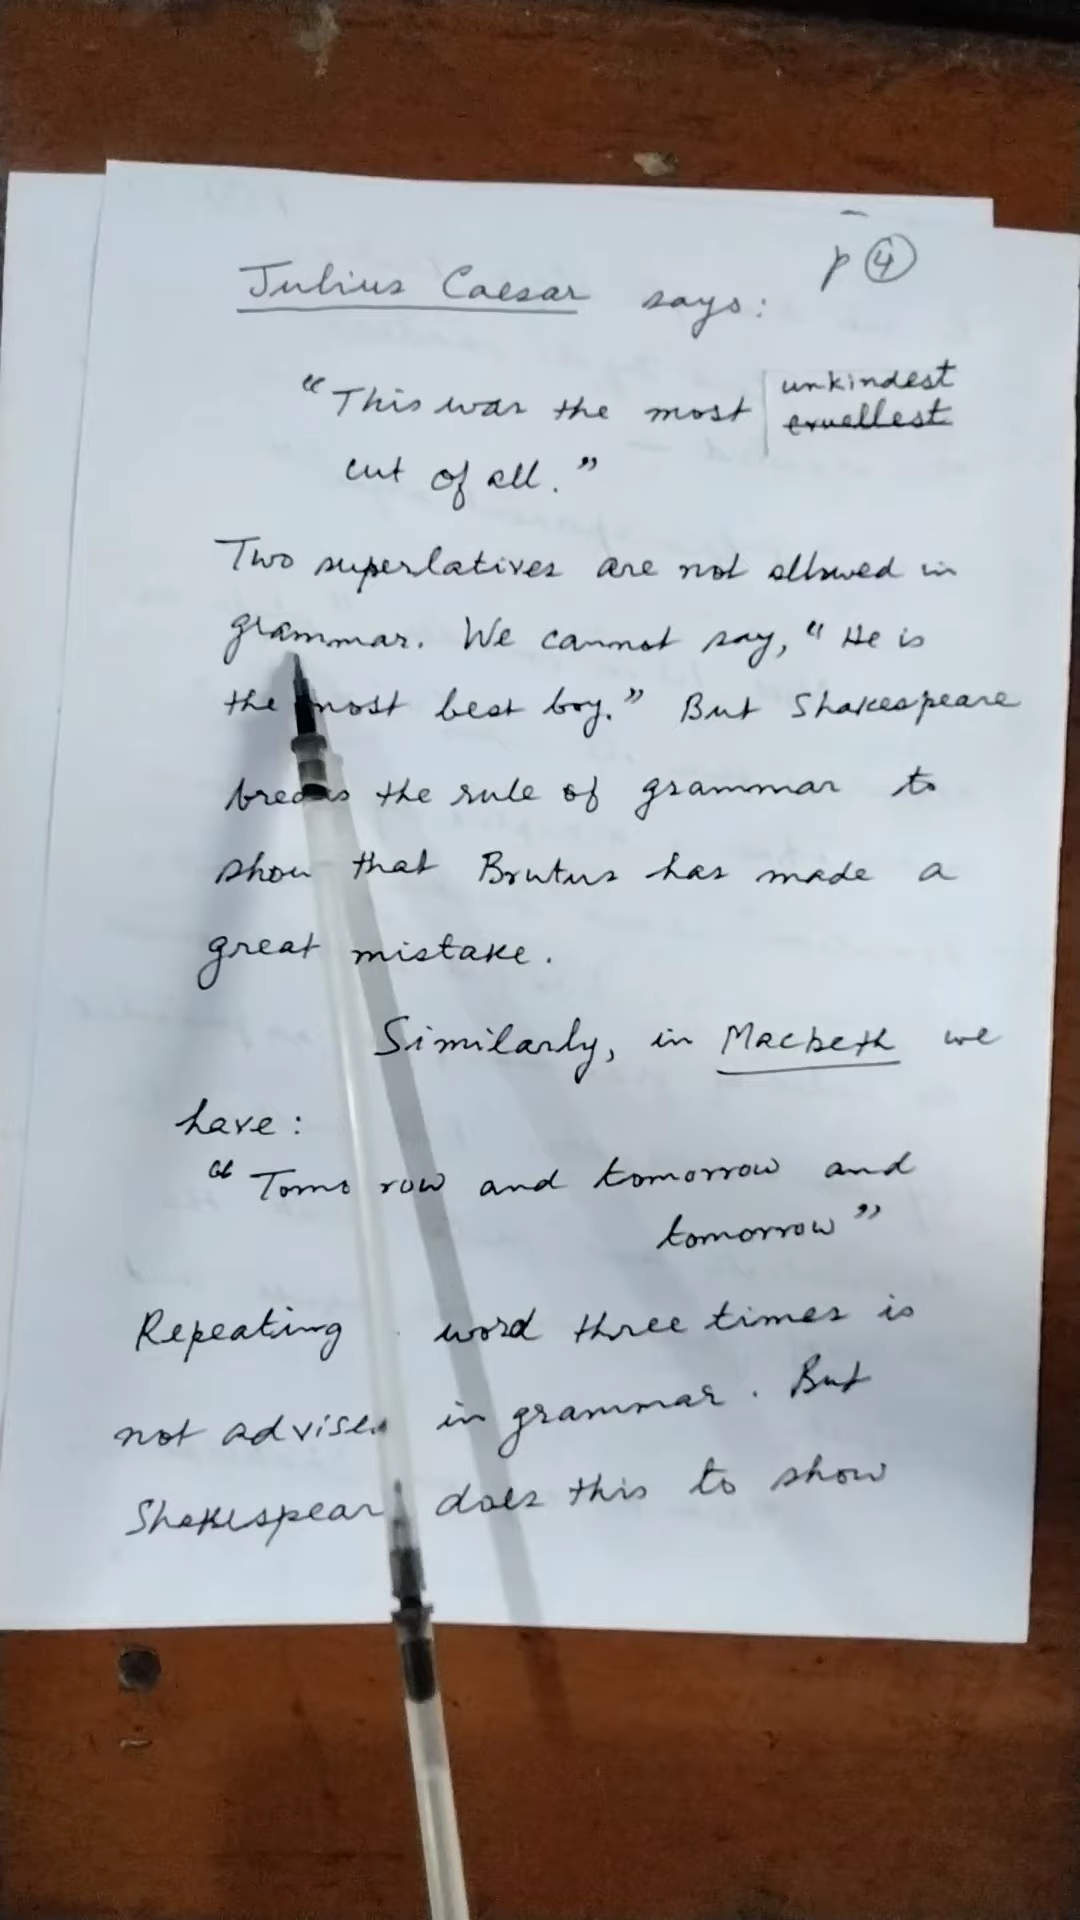 p 4
Julius Caesar says:
"This was the most unkindest
cruellest
cut of all."
Two superlatives are not allowed in
grammar. We cannot say, "He is
the most best boy." But Shakespeare
breaks the rule of grammar to
show that Brutus has made a
great mistake.
Similarly, in Macbeth we
have:
"Tomorrow and tomorrow and
tomorrow"
Repeating word three times is
not advised in grammar. But
Shakespeare does this to show